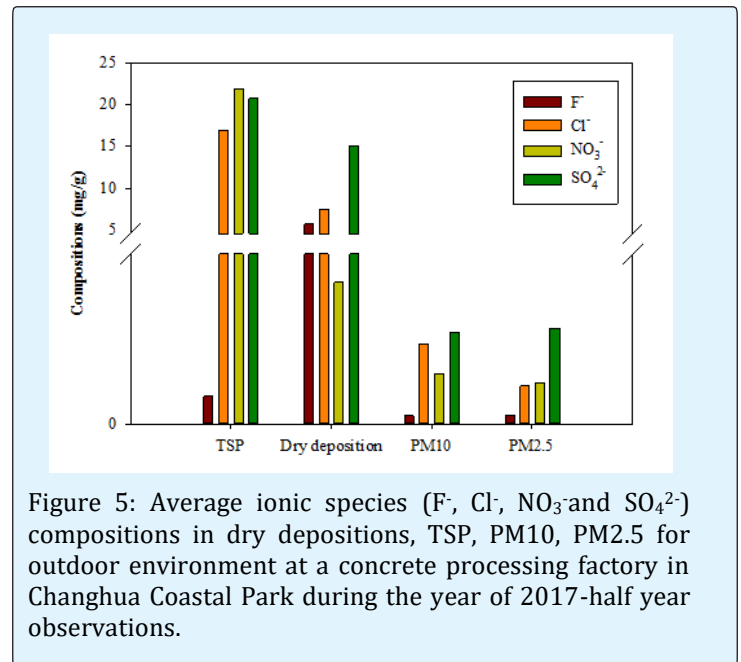 25
20
15
10
5
0
Compositions (mg/g)
F⁻
Cl⁻
NO₃⁻
SO₄²⁻
TSP Dry deposition PM10 PM2.5
Figure 5: Average ionic species (F⁻, Cl⁻, NO₃⁻and SO₄²⁻)
compositions in dry depositions, TSP, PM10, PM2.5 for
outdoor environment at a concrete processing factory in
Changhua Coastal Park during the year of 2017-half year
observations.